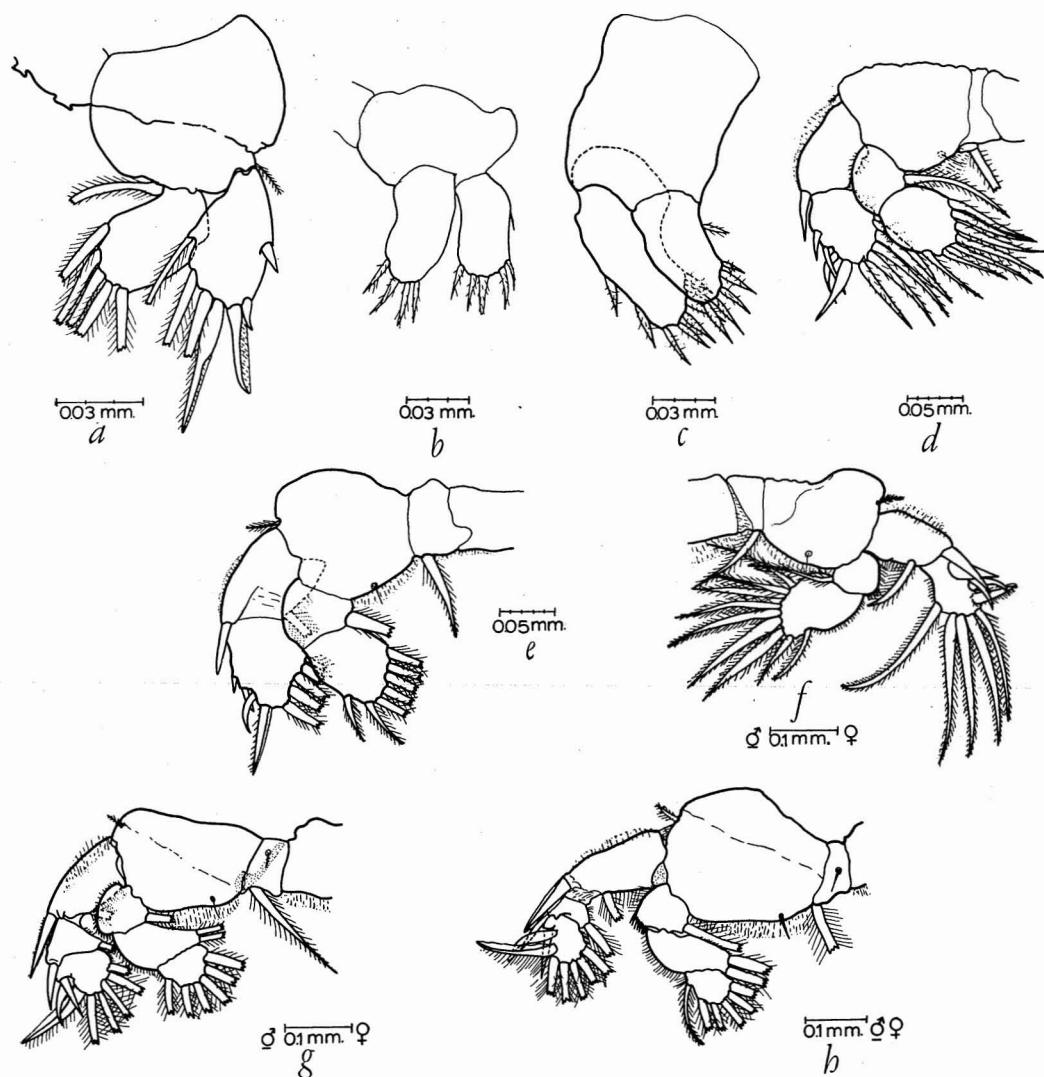 0.03 mm.
a
0.03 mm.
b
0.03 mm.
c
0.05 mm.
d
0.05 mm.
e
f
♂ 0.1 mm. ♀
♂ 0.1 mm. ♀
g
0.1 mm. ♂♀
h